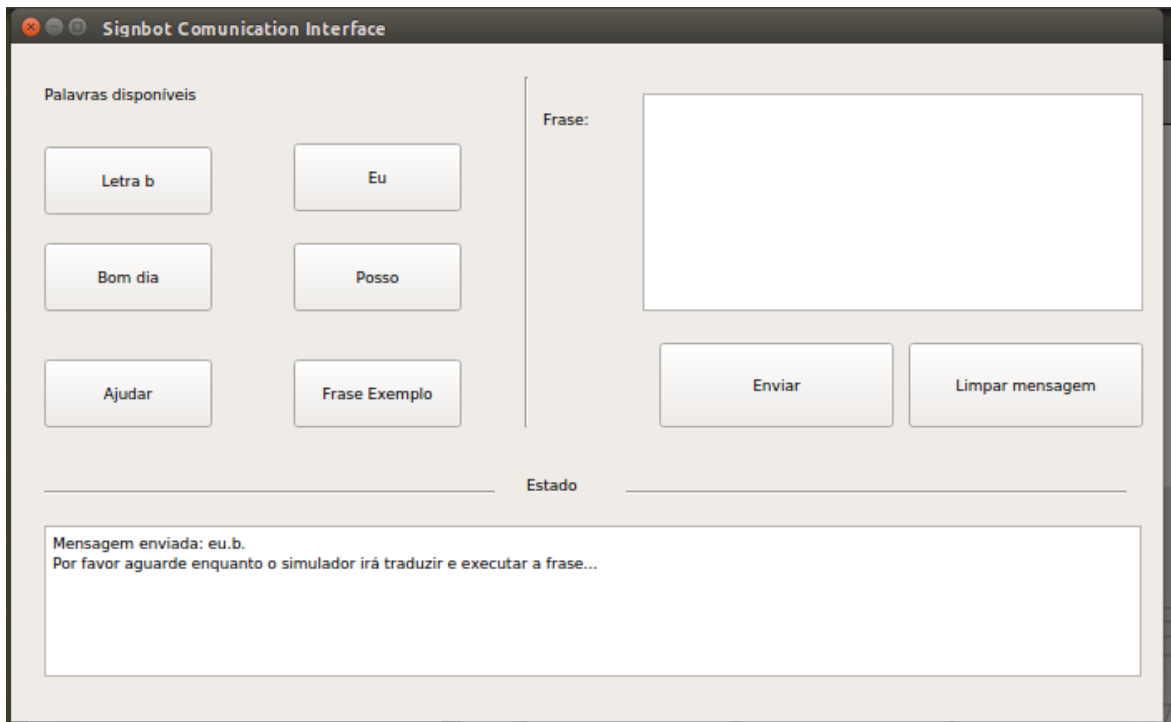 Signbot Comunication Interface
Palavras disponíveis
Letra b
Eu
Bom dia
Posso
Ajudar
Frase Exemplo
Frase:
Enviar
Limpar mensagem
Estado
Mensagem enviada: eu.b.
Por favor aguarde enquanto o simulador irá traduzir e executar a frase...